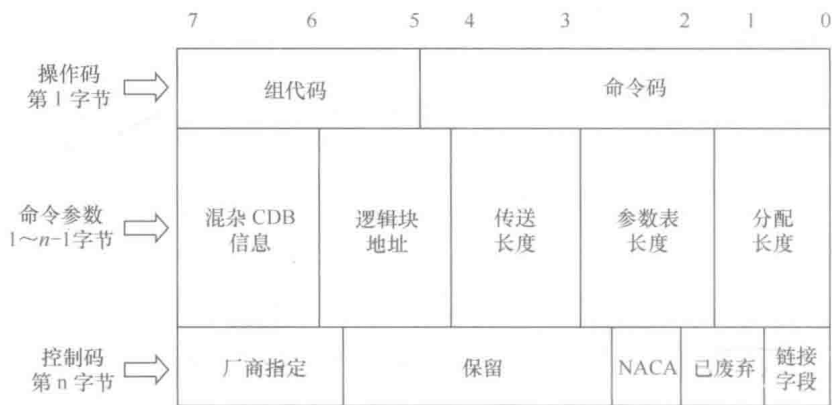 7 6 5 4 3 2 1 0
操作码
第1字节
组代码
命令码
命令参数
1～n-1字节
混杂 CDB
信息
逻辑块
地址
传送
长度
参数表
长度
分配
长度
控制码
第n字节
厂商指定
保留
NACA
已废弃
链接
字段